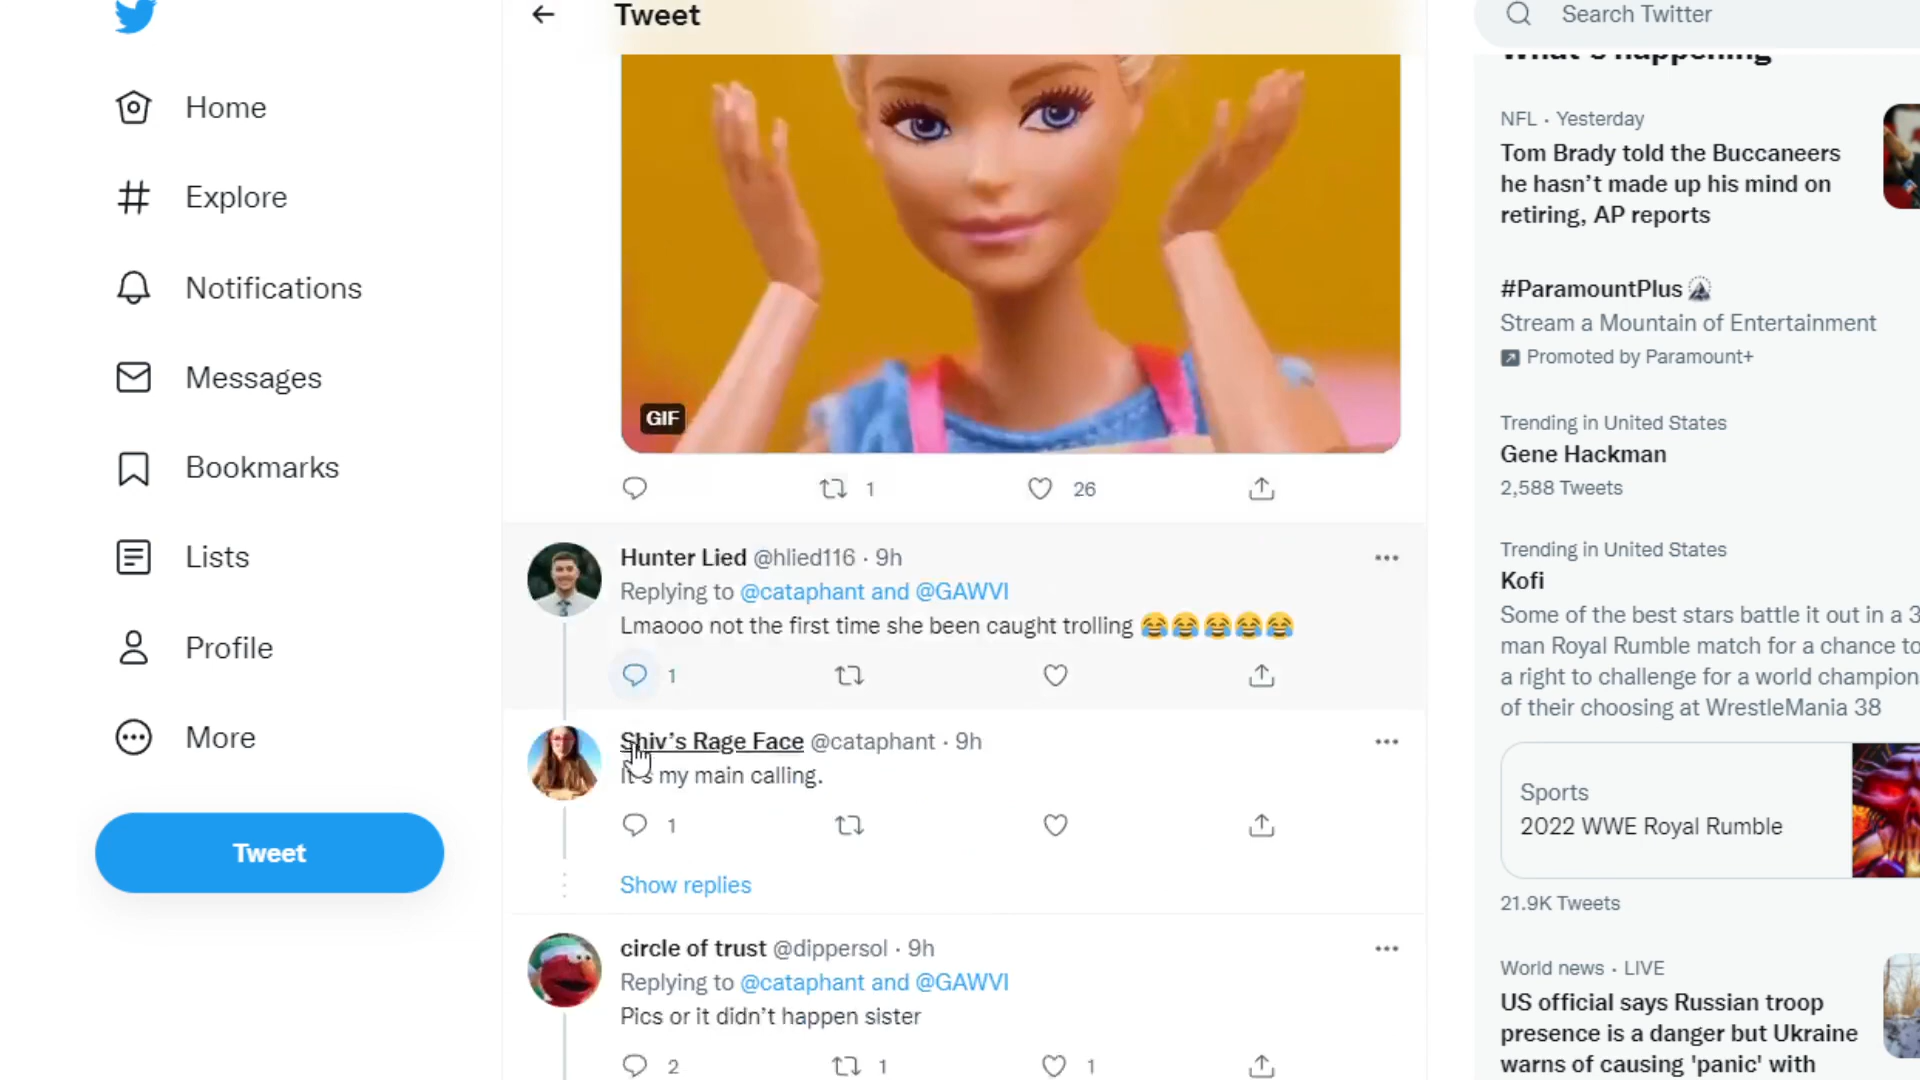 Home
Explore
Notifications
Messages
Bookmarks
Lists
Profile
More
Tweet
Tweet
GIF
1
26
Hunter Lied @hlied116 · 9h
Replying to @cataphant and @GAWVI
Lmaooo not the first time she been caught trolling 😂😂😂😂😂
1
Shiv's Rage Face @cataphant · 9h
It's my main calling.
1
Show replies
circle of trust @dippersol · 9h
Replying to @cataphant and @GAWVI
Pics or it didn't happen sister
2
1
1
Search Twitter
What's happening
NFL · Yesterday
Tom Brady told the Buccaneers
he hasn't made up his mind on
retiring, AP reports
#ParamountPlus
Stream a Mountain of Entertainment
Promoted by Paramount+
Trending in United States
Gene Hackman
2,588 Tweets
Trending in United States
Kofi
Some of the best stars battle it out in a 3
man Royal Rumble match for a chance to
a right to challenge for a world champion
of their choosing at WrestleMania 38
Sports
2022 WWE Royal Rumble
21.9K Tweets
World news · LIVE
US official says Russian troop
presence is a danger but Ukraine
warns of causing 'panic' with